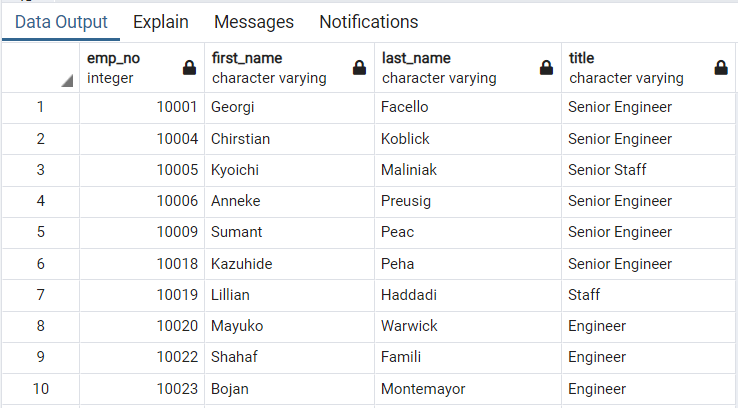 Data Output Explain Messages Notifications
emp_no first_name last_name title
integer character varying character varying character varying
1 10001 Georgi Facello Senior Engineer
2 10004 Chirstian Koblick Senior Engineer
3 10005 Kyoichi Maliniak Senior Staff
4 10006 Anneke Preusig Senior Engineer
5 10009 Sumant Peac Senior Engineer
6 10018 Kazuhide Peha Senior Engineer
7 10019 Lillian Haddadi Staff
8 10020 Mayuko Warwick Engineer
9 10022 Shahaf Famili Engineer
10 10023 Bojan Montemayor Engineer